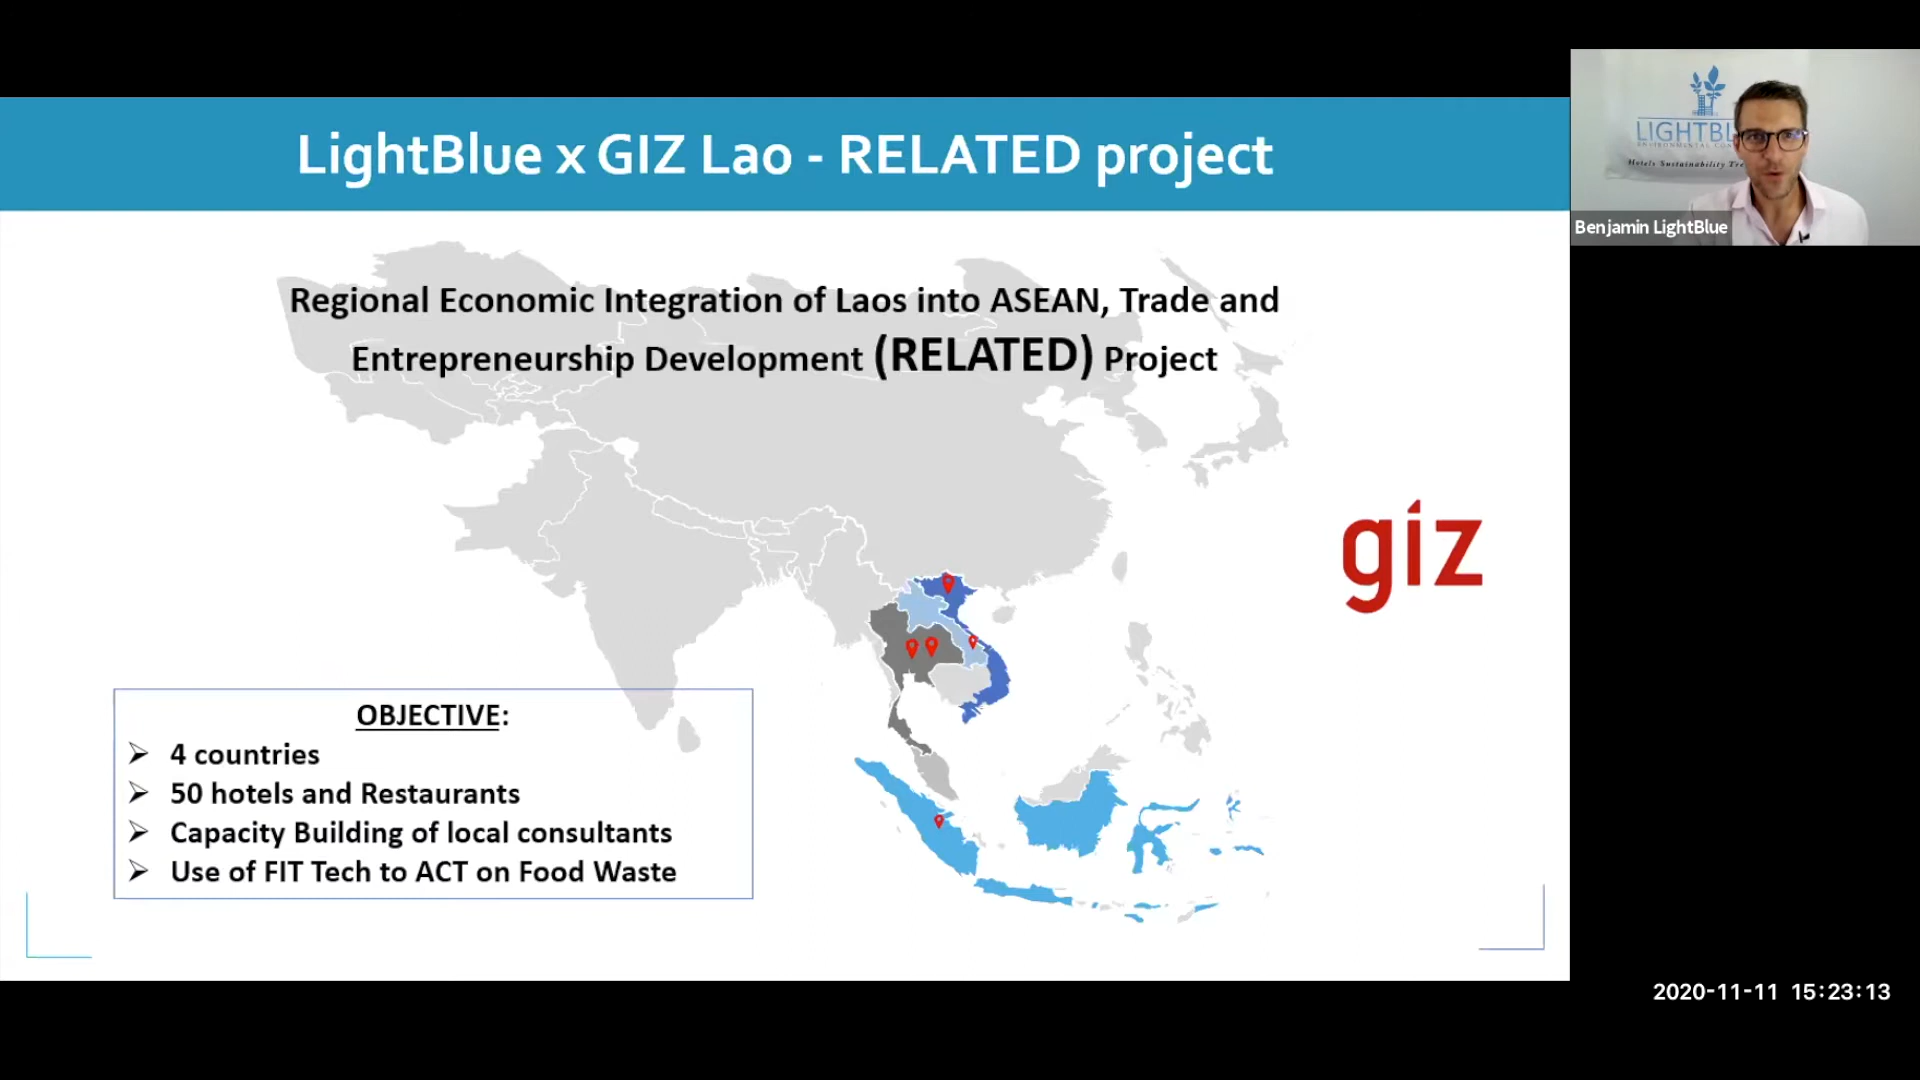 LightBlue x GIZ Lao - RELATED project
Regional Economic Integration of Laos into ASEAN, Trade and
Entrepreneurship Development (RELATED) Project
giz
OBJECTIVE:
➢ 4 countries
➢ 50 hotels and Restaurants
➢ Capacity Building of local consultants
➢ Use of FIT Tech to ACT on Food Waste
LIGHTBL
Hotels Sustainability
Benjamin LightBlue
2020-11-11 15:23:13